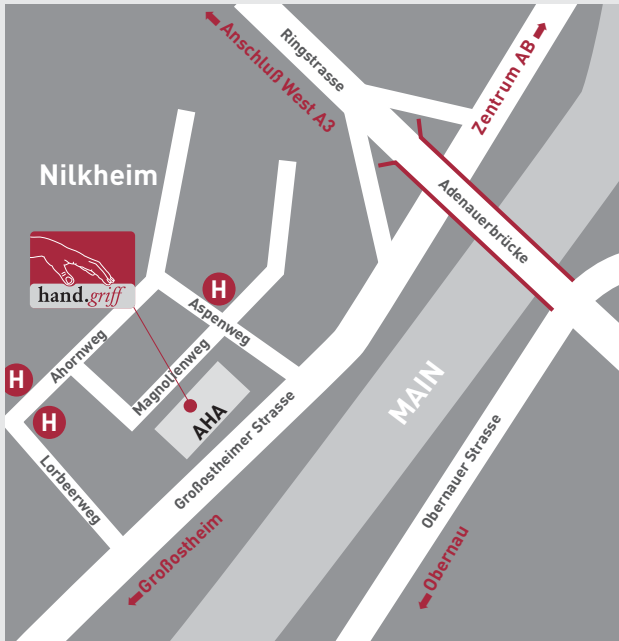 Anschluß West A3
Ringstrasse
Zentrum AB
Nilkheim
Adenauerbrücke
hand.griff
H
Aspenweg
Ahornweg
Magnolienweg
H
H
AHA
MAIN
Lorbeerweg
Großostheimer Strasse
Obernauer Strasse
Großostheim
Obernau